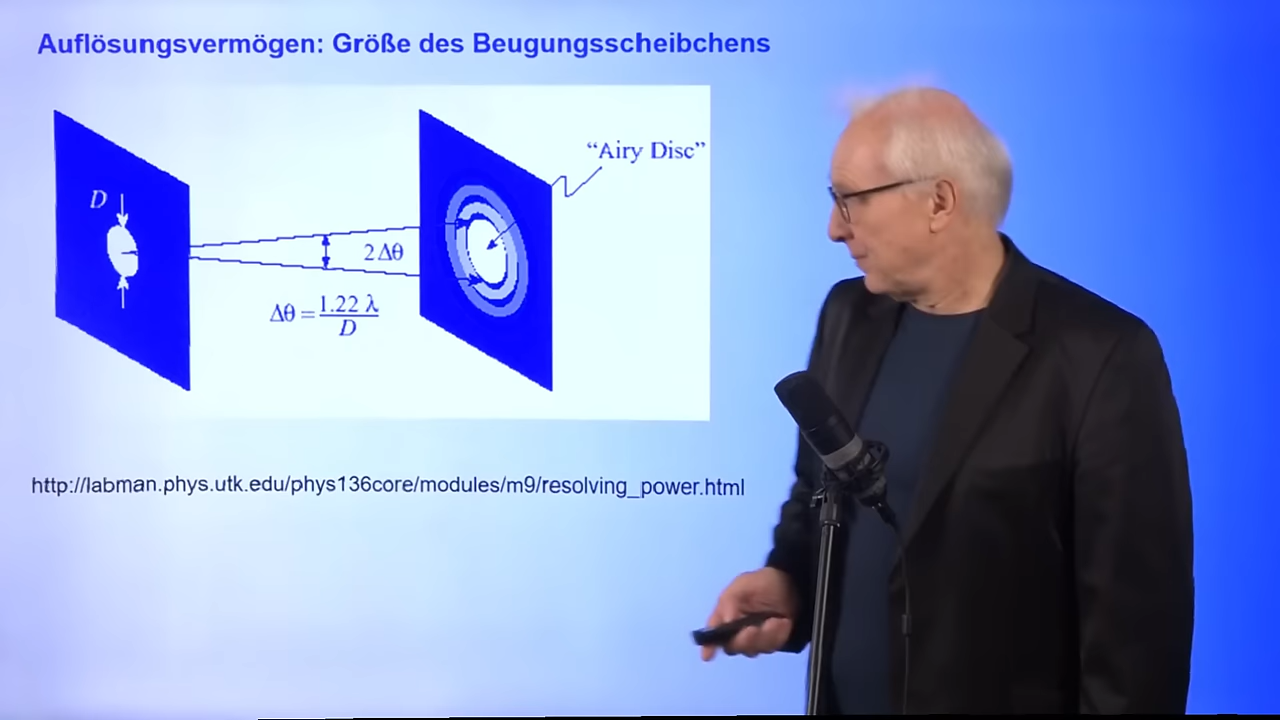 Auflösungsvermögen: Größe des Beugungsscheibchens
“Airy Disc”
D
2 Δθ
Δθ = 1.22 λ / D
http://labman.phys.utk.edu/phys136core/modules/m9/resolving_power.html